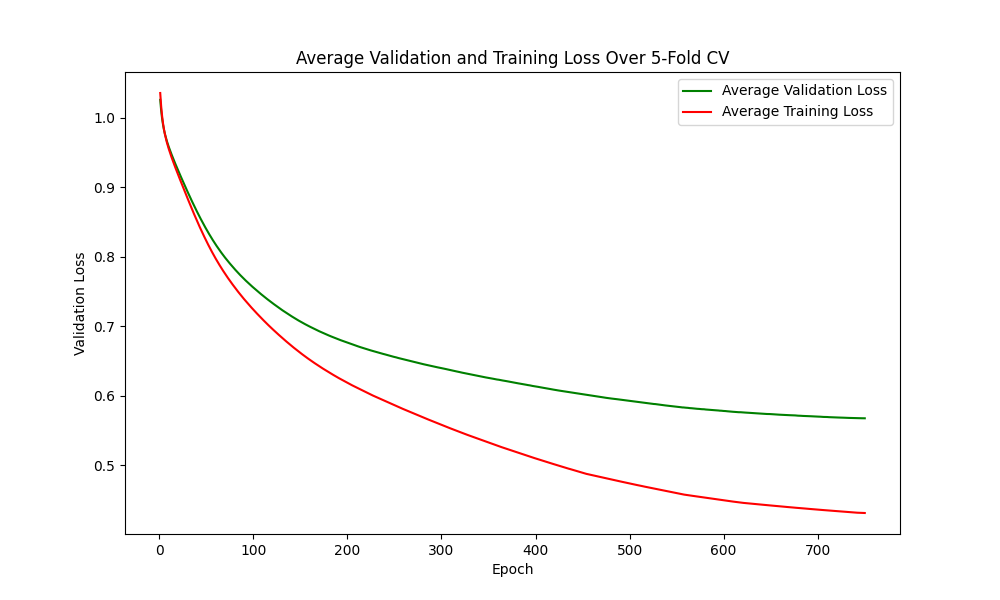 Average Validation and Training Loss Over 5-Fold CV
Average Validation Loss
Average Training Loss
Validation Loss
1.0
0.9
0.8
0.7
0.6
0.5
0
100
200
300
400
500
600
700
Epoch